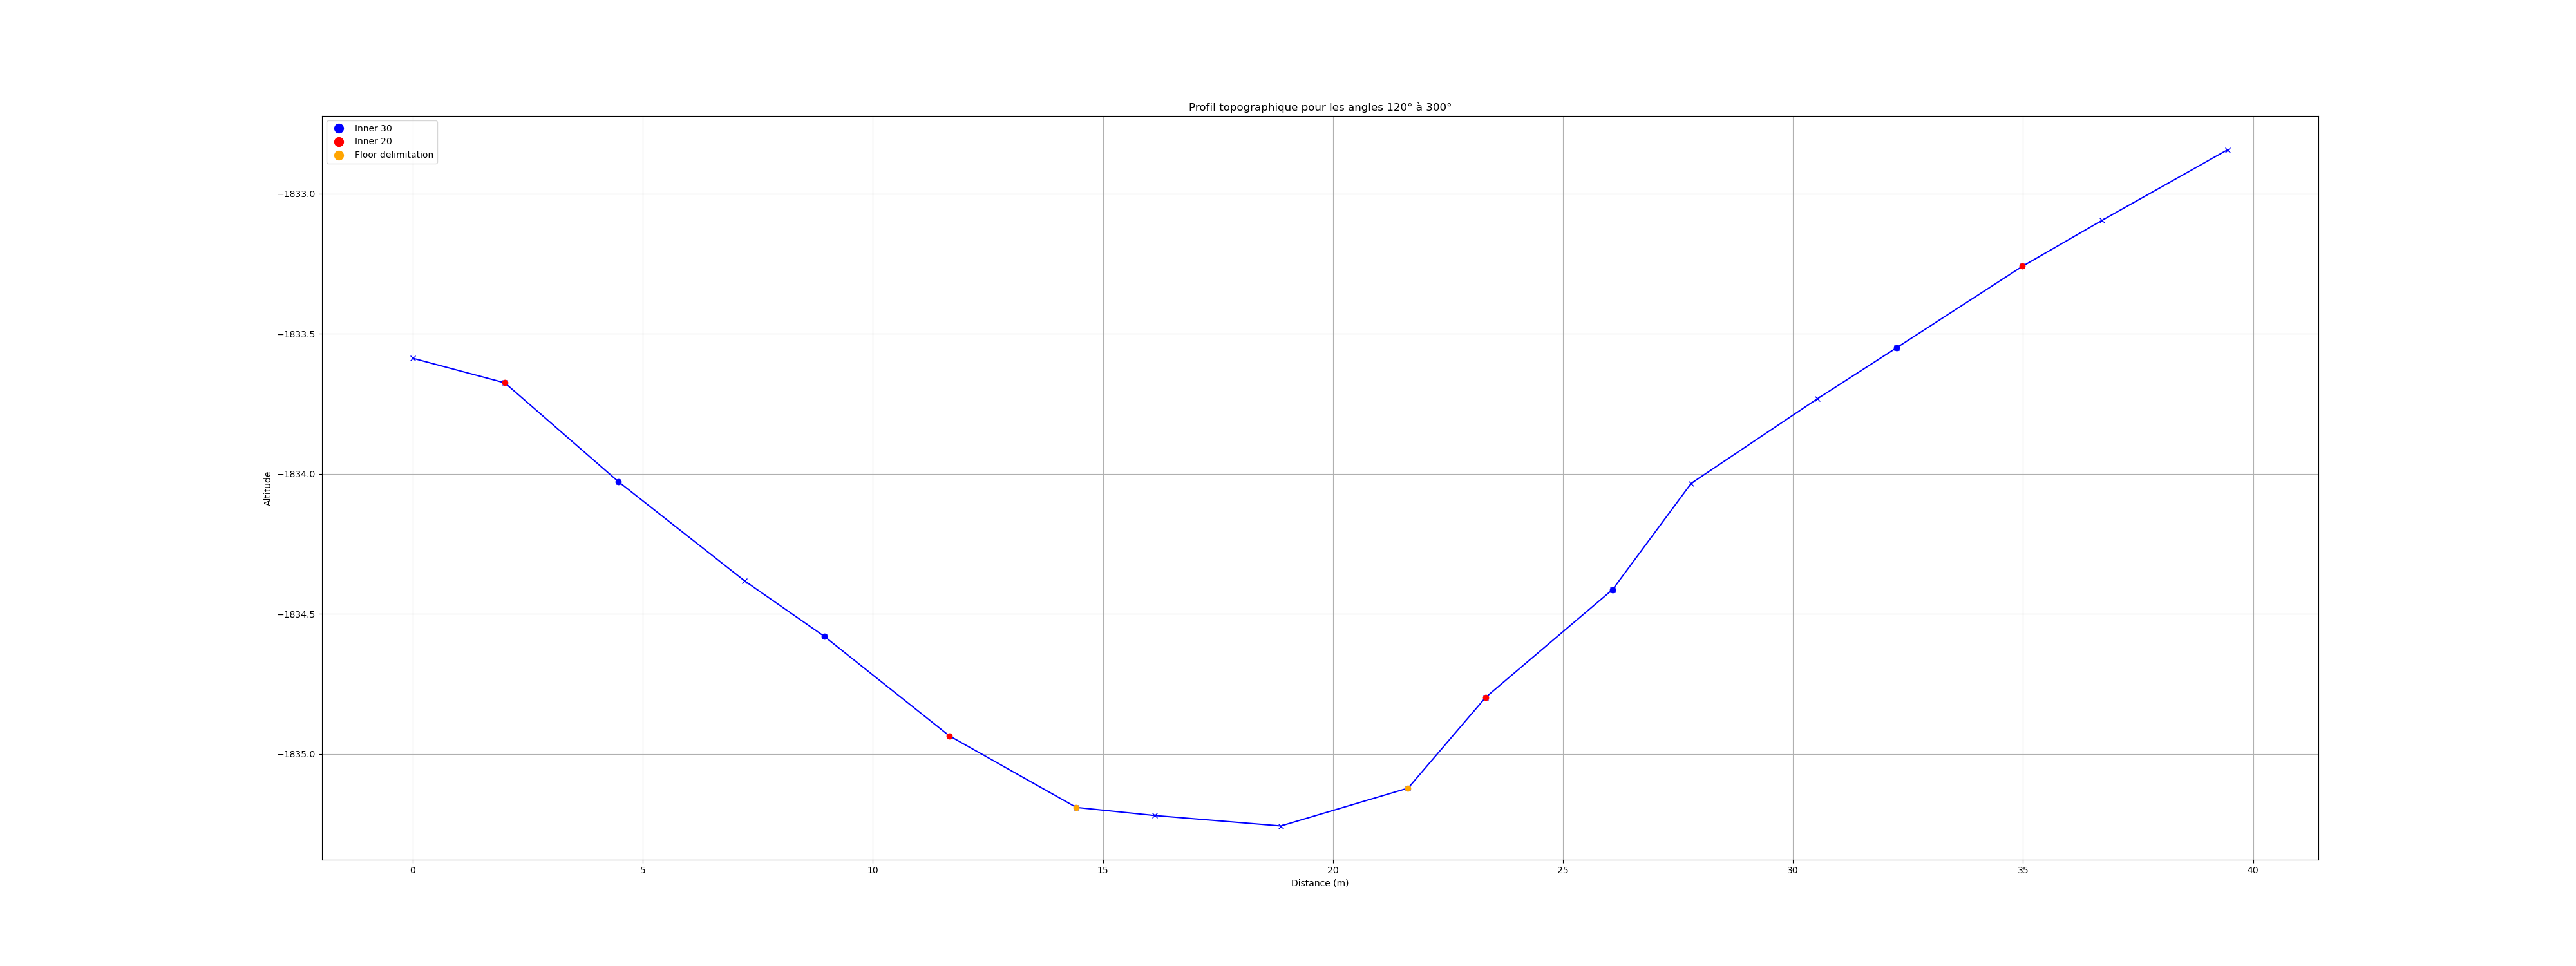 Profil topographique pour les angles 120° à 300°
Inner 30
Inner 20
Floor delimitation
−1833.0
−1833.5
−1834.0
−1834.5
−1835.0
Altitude
0 5 10 15 20 25 30 35 40
Distance (m)